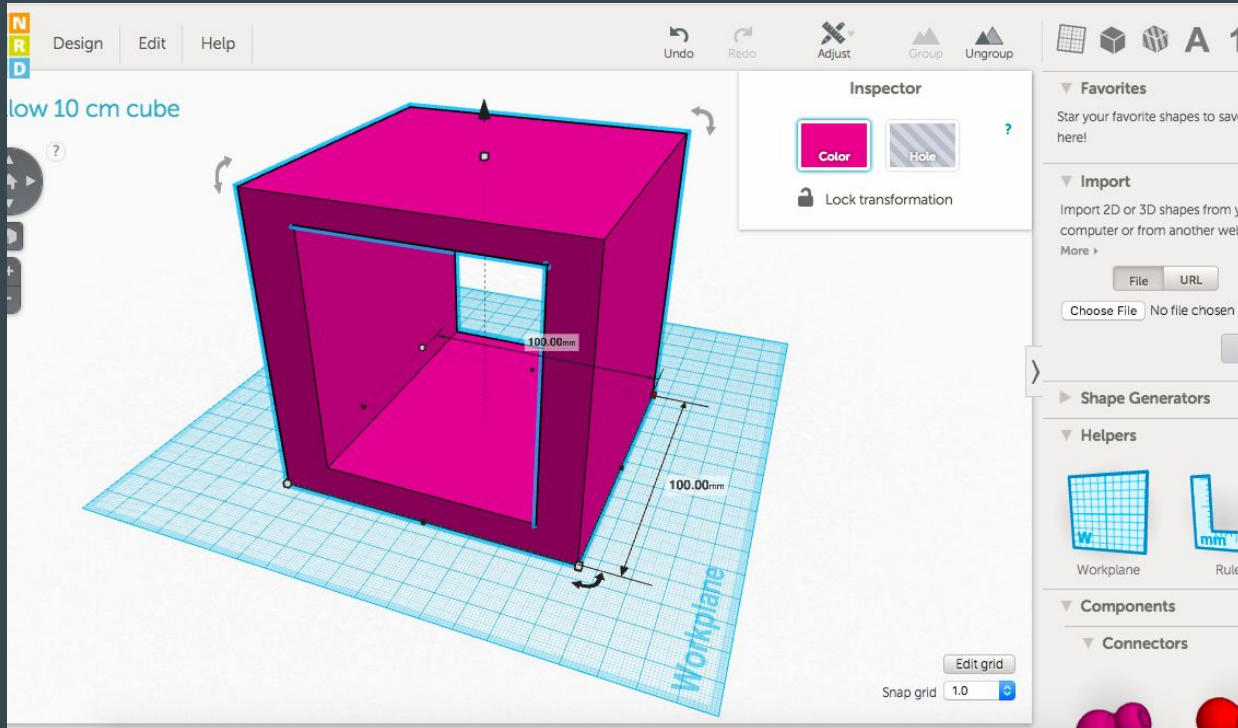 N
R
D
Design Edit Help
Undo Redo Adjust Group Ungroup
A
low 10 cm cube
?
Inspector
Color Hole
?
Lock transformation
100.00mm
100.00mm
Workplane
Edit grid
Snap grid 1.0
Favorites
Star your favorite shapes to save
here!
Import
Import 2D or 3D shapes from y
computer or from another web
More
File URL
Choose File No file chosen
Shape Generators
Helpers
W mm
Workplane Rule
Components
Connectors